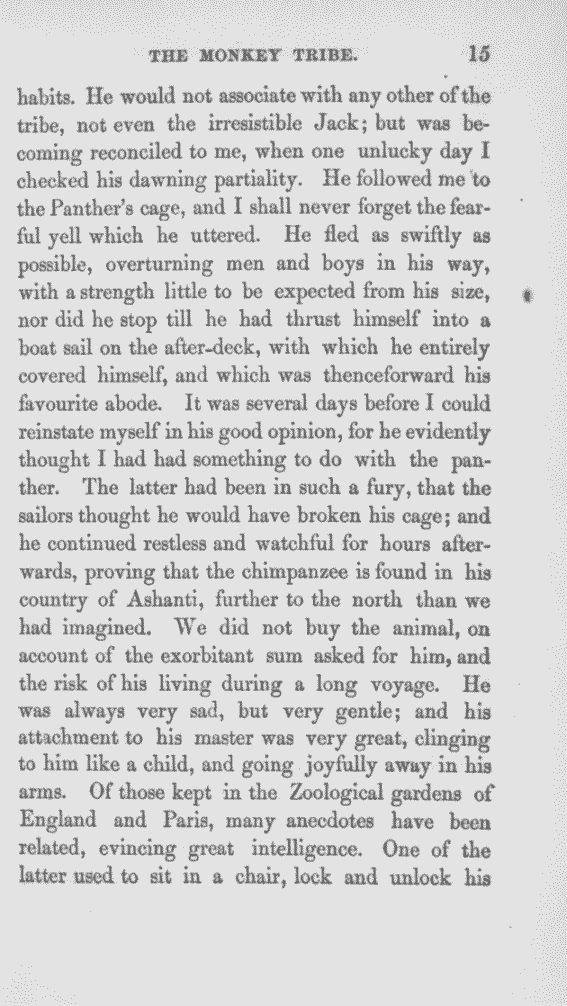 THE MONKEY TRIBE. 15
habits. He would not associate with any other of the
tribe, not even the irresistible Jack; but was be-
coming reconciled to me, when one unlucky day I
checked his dawning partiality. He followed me to
the Panther's cage, and I shall never forget the fear-
ful yell which he uttered. He fled as swiftly as
possible, overturning men and boys in his way,
with a strength little to be expected from his size,
nor did he stop till he had thrust himself into a
boat sail on the after-deck, with which he entirely
covered himself, and which was thenceforward his
favourite abode. It was several days before I could
reinstate myself in his good opinion, for he evidently
thought I had had something to do with the pan-
ther. The latter had been in such a fury, that the
sailors thought he would have broken his cage; and
he continued restless and watchful for hours after-
wards, proving that the chimpanzee is found in his
country of Ashanti, further to the north than we
had imagined. We did not buy the animal, on
account of the exorbitant sum asked for him, and
the risk of his living during a long voyage. He
was always very sad, but very gentle; and his
attachment to his master was very great, clinging
to him like a child, and going joyfully away in his
arms. Of those kept in the Zoological gardens of
England and Paris, many anecdotes have been
related, evincing great intelligence. One of the
latter used to sit in a chair, lock and unlock his